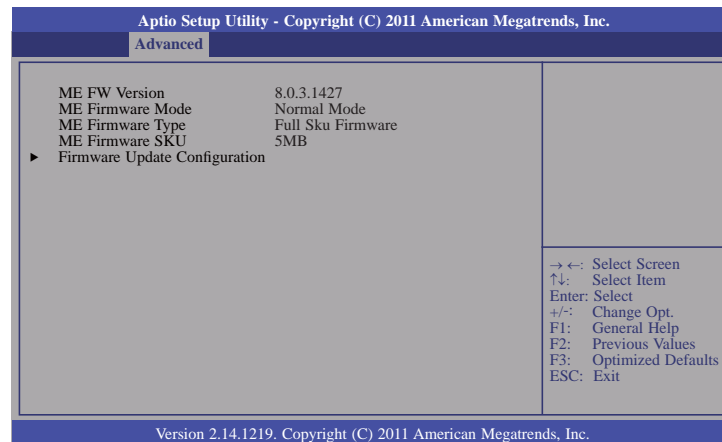 Aptio Setup Utility - Copyright (C) 2011 American Megatrends, Inc.
Advanced
ME FW Version 8.0.3.1427
ME Firmware Mode Normal Mode
ME Firmware Type Full Sku Firmware
ME Firmware SKU 5MB
► Firmware Update Configuration
→←: Select Screen
↑↓: Select Item
Enter: Select
+/-: Change Opt.
F1: General Help
F2: Previous Values
F3: Optimized Defaults
ESC: Exit
Version 2.14.1219. Copyright (C) 2011 American Megatrends, Inc.